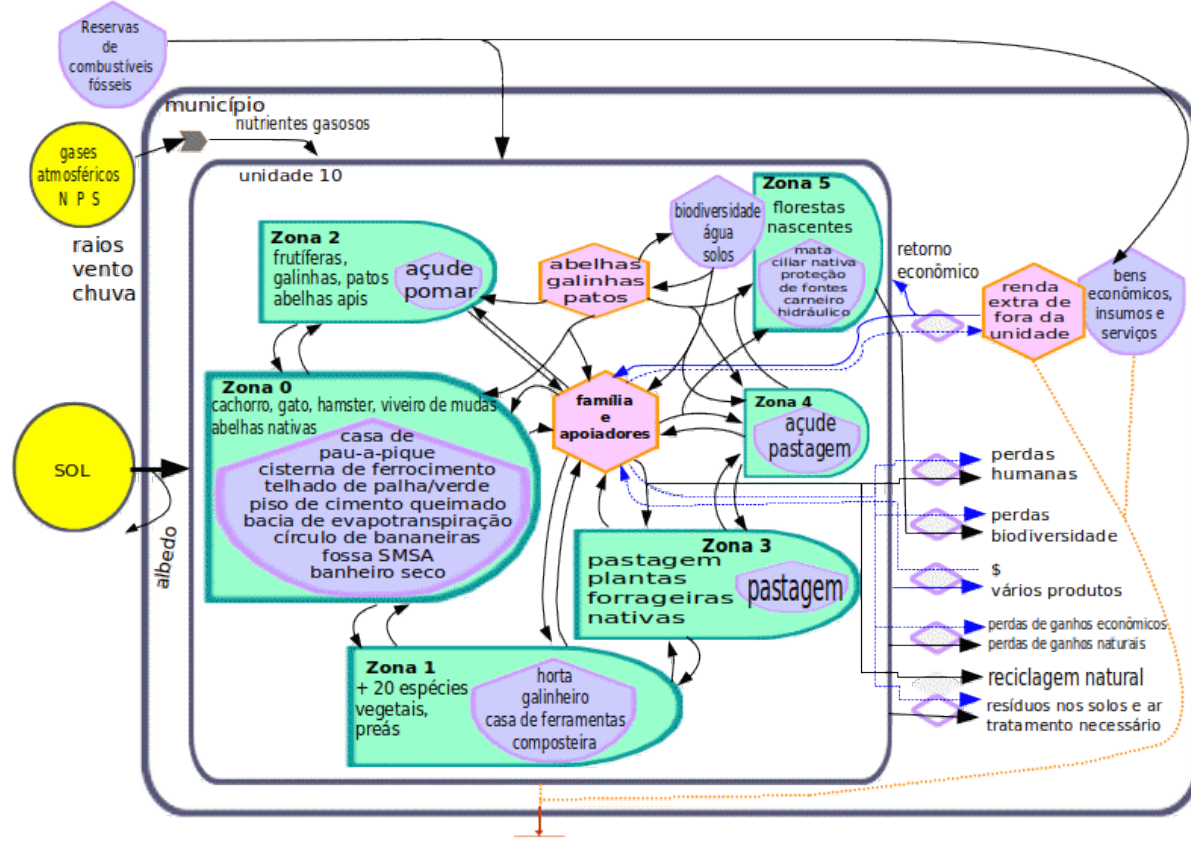 Reservas
de
combustíveis
fósseis
município
nutrientes gasosos
gases
atmosféricos
N P S
raios
vento
chuva
SOL
albedo
unidade 10
Zona 2
frutíferas,
galinhas, patos
abelhas apis
açude
pomar
abelhas
galinhas
patos
biodiversidade
água
solos
Zona 5
florestas
nascentes
mata
ciliar nativa
proteção
de fontes
carneiro
hidráulico
retorno
econômico
renda
extra de
fora da
unidade
bens
econômicos,
insumos e
serviços
Zona 0
cachorro, gato, hamster, viveiro de mudas
abelhas nativas
casa de
pau-a-pique
cisterna de ferrocimento
telhado de palha/verde
piso de cimento queimado
bacia de evapotranspiração
círculo de bananeiras
fossa SMSA
banheiro seco
família
e
apoiadores
Zona 4
açude
pastagem
Zona 3
pastagem
plantas
forrageiras
nativas
pastagem
Zona 1
+ 20 espécies
vegetais,
preás
horta
galinheiro
casa de ferramentas
composteira
perdas
humanas
perdas
biodiversidade
$
vários produtos
perdas de ganhos econômicos
perdas de ganhos naturais
reciclagem natural
resíduos nos solos e ar
tratamento necessário